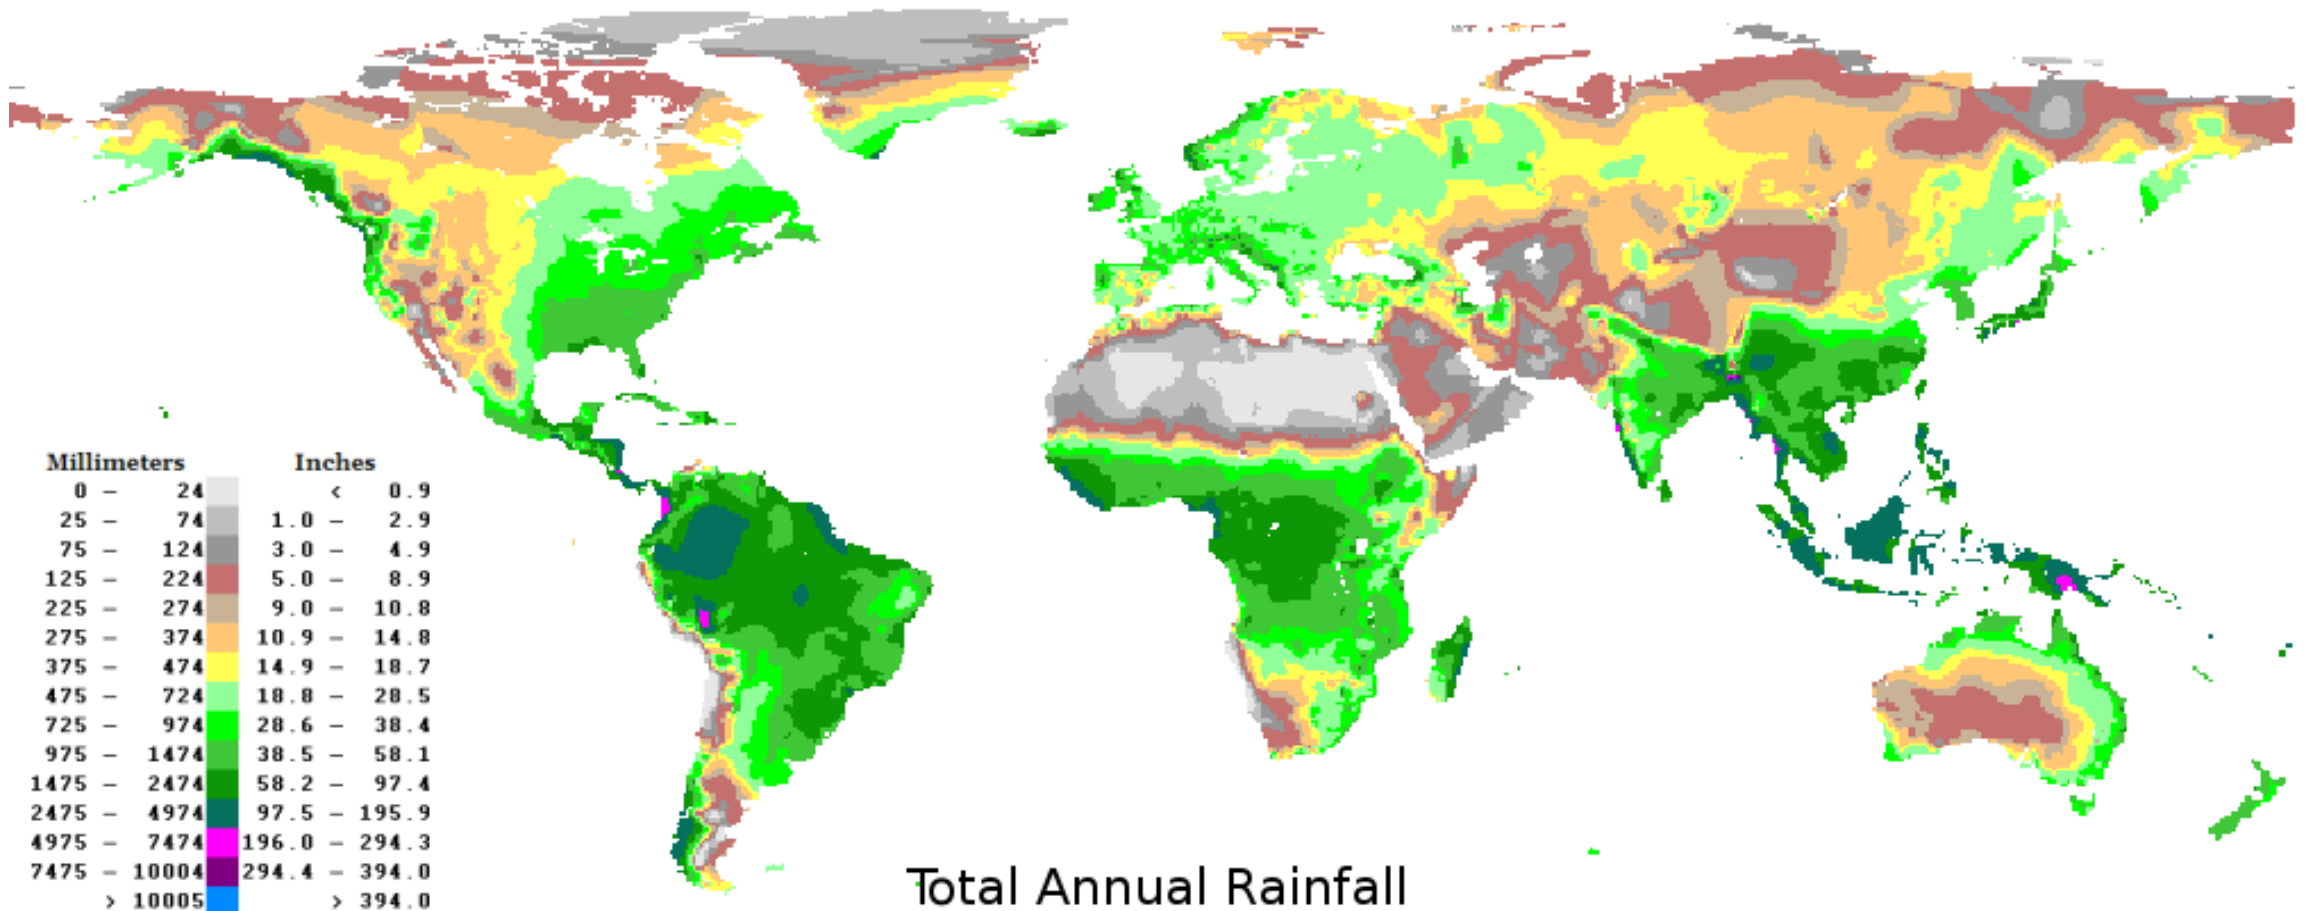 Millimeters Inches
0 – 24 < 0.9
25 – 74 1.0 – 2.9
75 – 124 3.0 – 4.9
125 – 224 5.0 – 8.9
225 – 274 9.0 – 10.8
275 – 374 10.9 – 14.8
375 – 474 14.9 – 18.7
475 – 724 18.8 – 28.5
725 – 974 28.6 – 38.4
975 – 1474 38.5 – 58.1
1475 – 2474 58.2 – 97.4
2475 – 4974 97.5 – 195.9
4975 – 7474 196.0 – 294.3
7475 – 10004 294.4 – 394.0
> 10005 > 394.0
Total Annual Rainfall